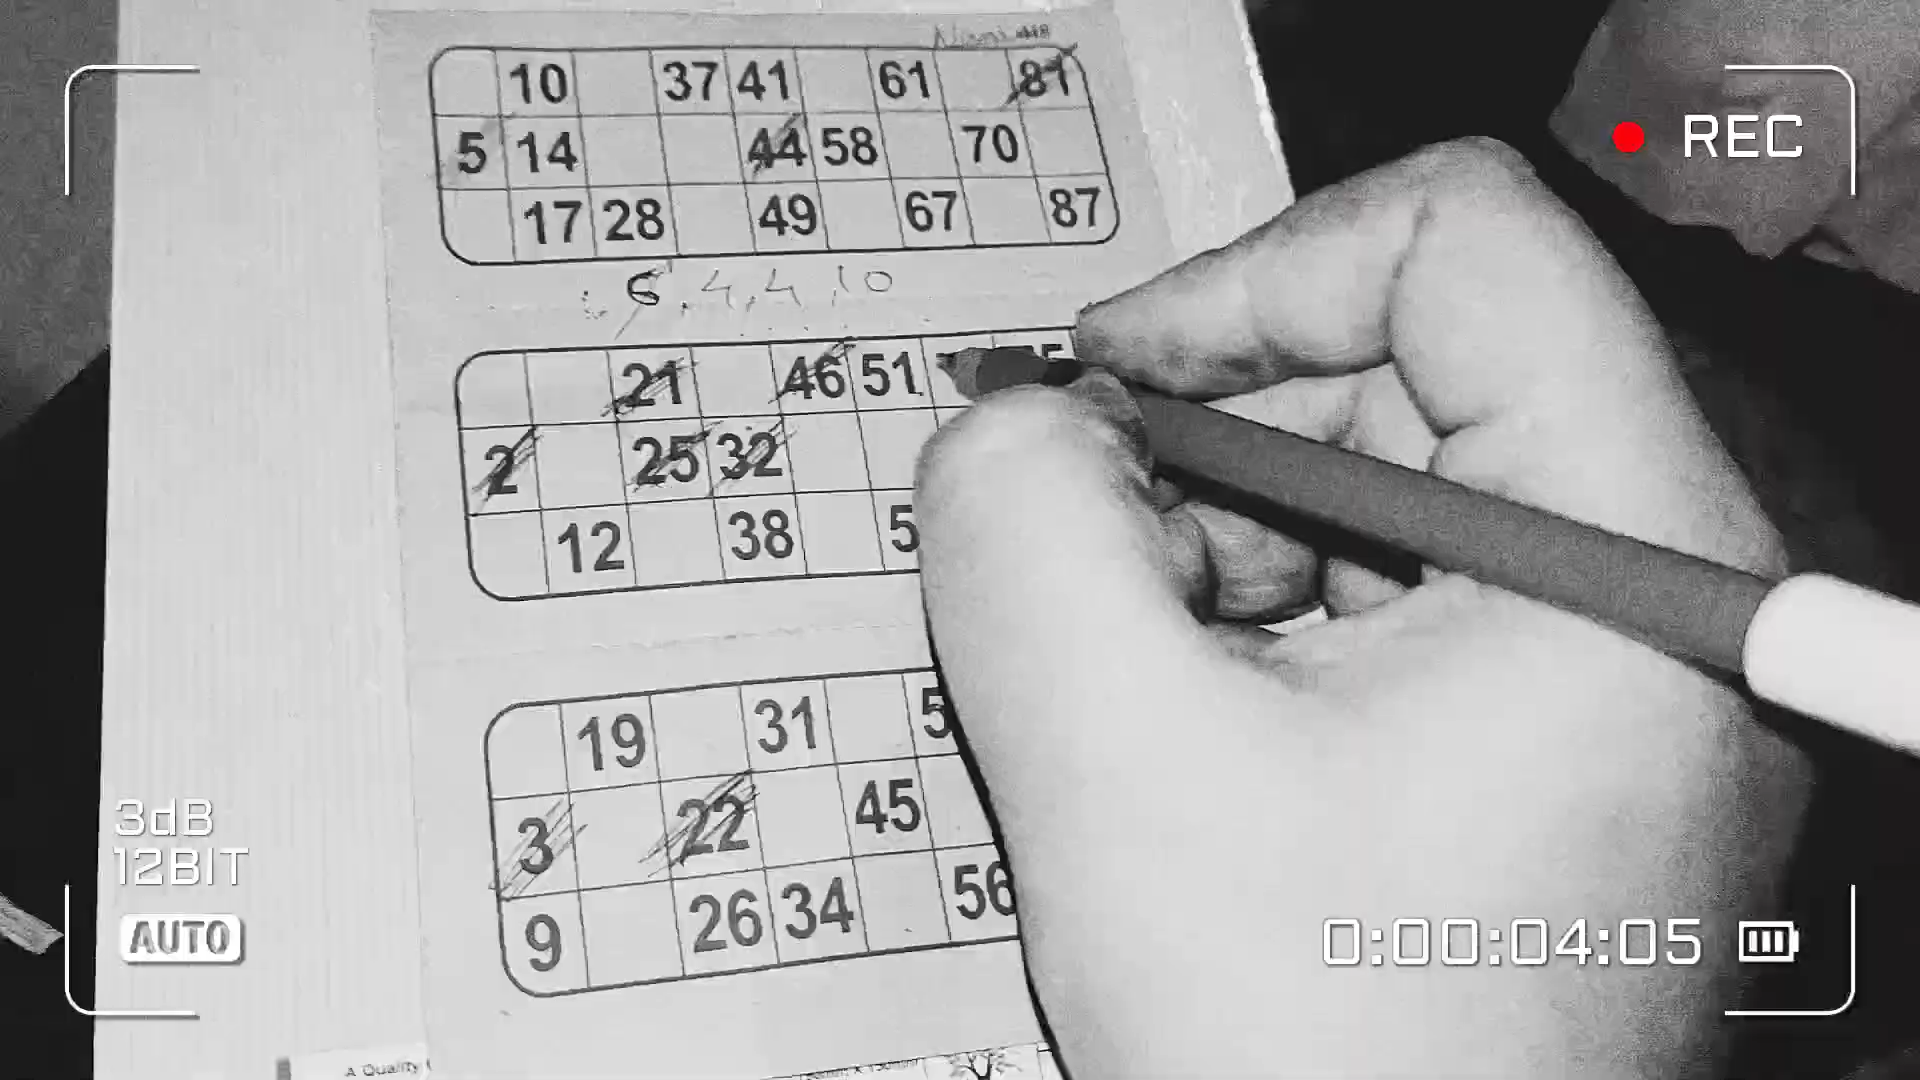 10 37 41 61 81
REC
5 14 44 58 70
17 28 49 67 87
6, 4, 4, 10
21 46 51
2 25 32
12 38
19 31
3 22 45
9 26 34 56
3dB
12BIT
AUTO
0:00:04:05
A Quality